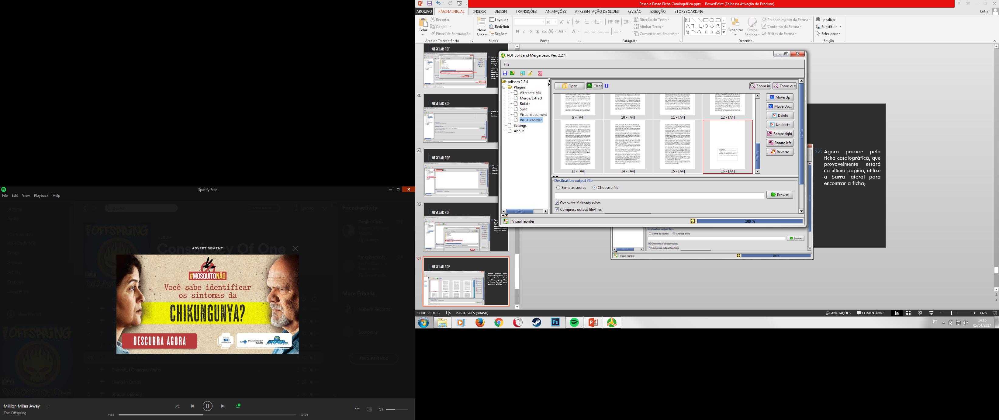 Spotify Free
File Edit View Playback Help
Search
UPGRADE
Friend activity
Browse
Radio
ALBUM
Conspiracy Of One
ADVERTISEMENT
#MOSQUITONÃO
Você sabe identificar
os sintomas da
CHIKUNGUNYA?
DESCUBRA AGORA
136
MINISTÉRIO DA
SAÚDE
BRASIL
More Friends
Napalm Records
Scorpions
FIND FRIENDS
OFFSPRING
Dammit, I Changed Again
Living In Chaos
Special Delivery
Million Miles Away
The Offspring
1:44
3:39
Passo a Passo Ficha Catalográfica.pptx - PowerPoint (Falha na Ativação do Produto)
ARQUIVO PÁGINA INICIAL INSERIR DESIGN TRANSIÇÕES ANIMAÇÕES APRESENTAÇÃO DE SLIDES REVISÃO EXIBIÇÃO STORYBOARDING Entrar
Colar
Recortar
Copiar
Pincel de Formatação
Área de Transferência
Novo
Slide
Layout
Redefinir
Seção
Slides
18
Fonte
Direção do Texto
Alinhar Texto
Converter em SmartArt
Parágrafo
Organizar
Estilos
Rápidos
Preenchimento da Forma
Contorno da Forma
Efeitos de Forma
Desenho
Localizar
Substituir
Selecionar
Edição
MESCLAR PDF
30
MESCLAR PDF
31
MESCLAR PDF
32
MESCLAR PDF
33
MESCLAR PDF
PDF Split and Merge basic Ver. 2.2.4
File
pdfsam 2.2.4
Plugins
Alternate Mix
Merge/Extract
Rotate
Split
Visual document
Visual reorder
Settings
About
Open Clear Zoom in Zoom out
9 - [A4] 10 - [A4] 11 - [A4] 12 - [A4]
13 - [A4] 14 - [A4] 15 - [A4] 16 - [A4]
Move Up
Move Do...
Delete
Undelete
Rotate right
Rotate left
Reverse
Destination output file
Same as source Choose a file
Browse
Overwrite if already exists
Compress output file/files
Visual reorder 100 %
Destination output file
Same as source Choose a file
Browse
Overwrite if already exists
Compress output file/files
Visual reorder 100 %
27. Agora procure pela
ficha catalográfica, que
provavelmente estará
na ultima pagina, utilize
a barra lateral para
encontrar a ficha;
SLIDE 33 DE 35 PORTUGUÊS (BRASIL) ANOTAÇÕES COMENTÁRIOS 66%
Ps
PT
14:16
05/04/2017